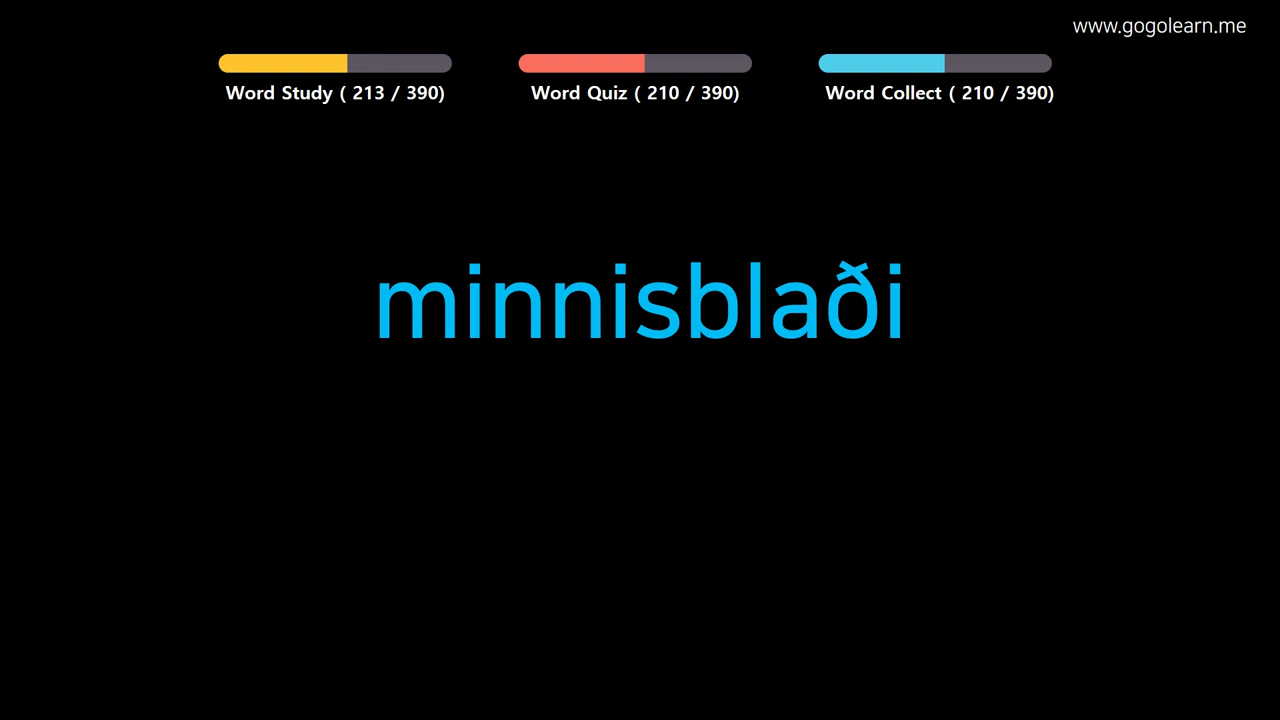 www.gogolearn.me
Word Study ( 213 / 390)
Word Quiz ( 210 / 390)
Word Collect ( 210 / 390)
minnisblaði